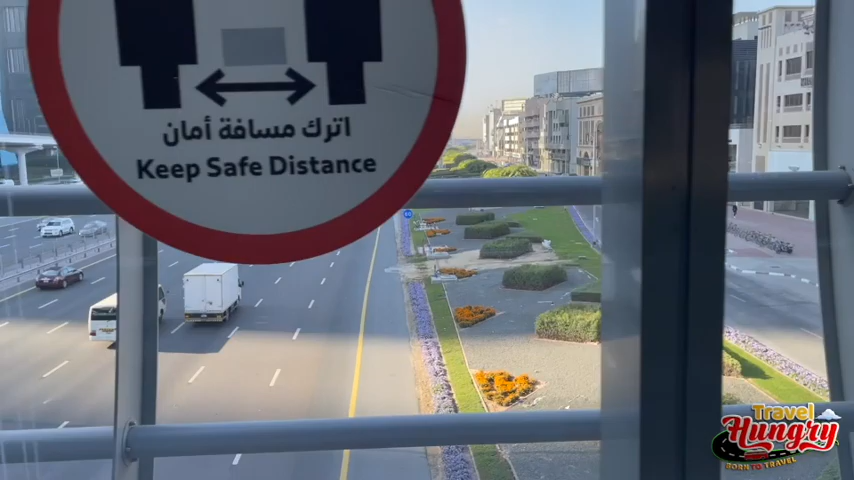 اترك مسافة أمان
Keep Safe Distance
Travel
Hungry
BORN TO TRAVEL